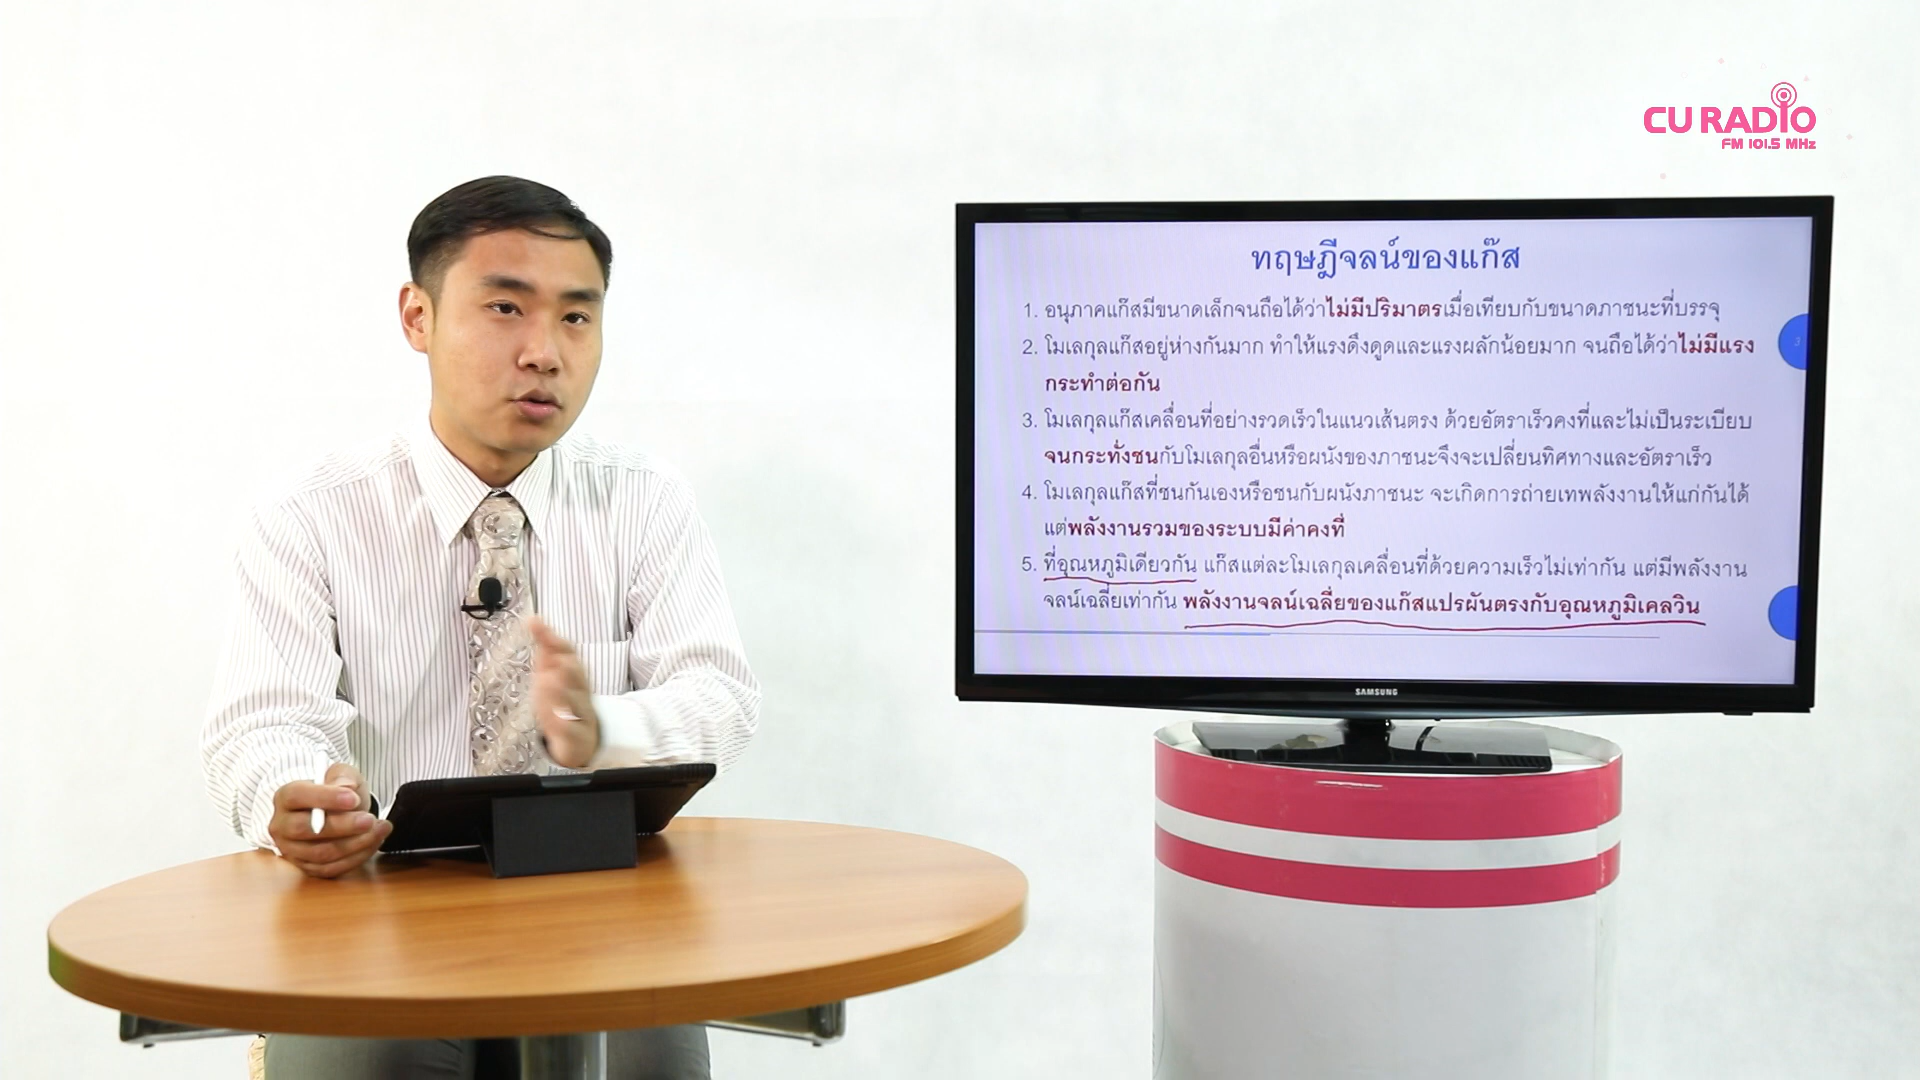 CU RADIO
FM 101.5 MHz
ทฤษฎีจลน์ของแก๊ส
1. อนุภาคแก๊สมีขนาดเล็กจนถือได้ว่าไม่มีปริมาตรเมื่อเทียบกับขนาดภาชนะที่บรรจุ
2. โมเลกุลแก๊สอยู่ห่างกันมาก ทำให้แรงดึงดูดและแรงผลักน้อยมาก จนถือได้ว่าไม่มีแรง
กระทำต่อกัน
3. โมเลกุลแก๊สเคลื่อนที่อย่างรวดเร็วในแนวเส้นตรง ด้วยอัตราเร็วคงที่และไม่เป็นระเบียบ
จนกระทั่งชนกับโมเลกุลอื่นหรือผนังของภาชนะจึงจะเปลี่ยนทิศทางและอัตราเร็ว
4. โมเลกุลแก๊สที่ชนกันเองหรือชนกับผนังภาชนะ จะเกิดการถ่ายเทพลังงานให้แก่กันได้
แต่พลังงานรวมของระบบมีค่าคงที่
5. ที่อุณหภูมิเดียวกัน แก๊สแต่ละโมเลกุลเคลื่อนที่ด้วยความเร็วไม่เท่ากัน แต่มีพลังงาน
จลน์เฉลี่ยเท่ากัน พลังงานจลน์เฉลี่ยของแก๊สแปรผันตรงกับอุณหภูมิเคลวิน
3
SAMSUNG